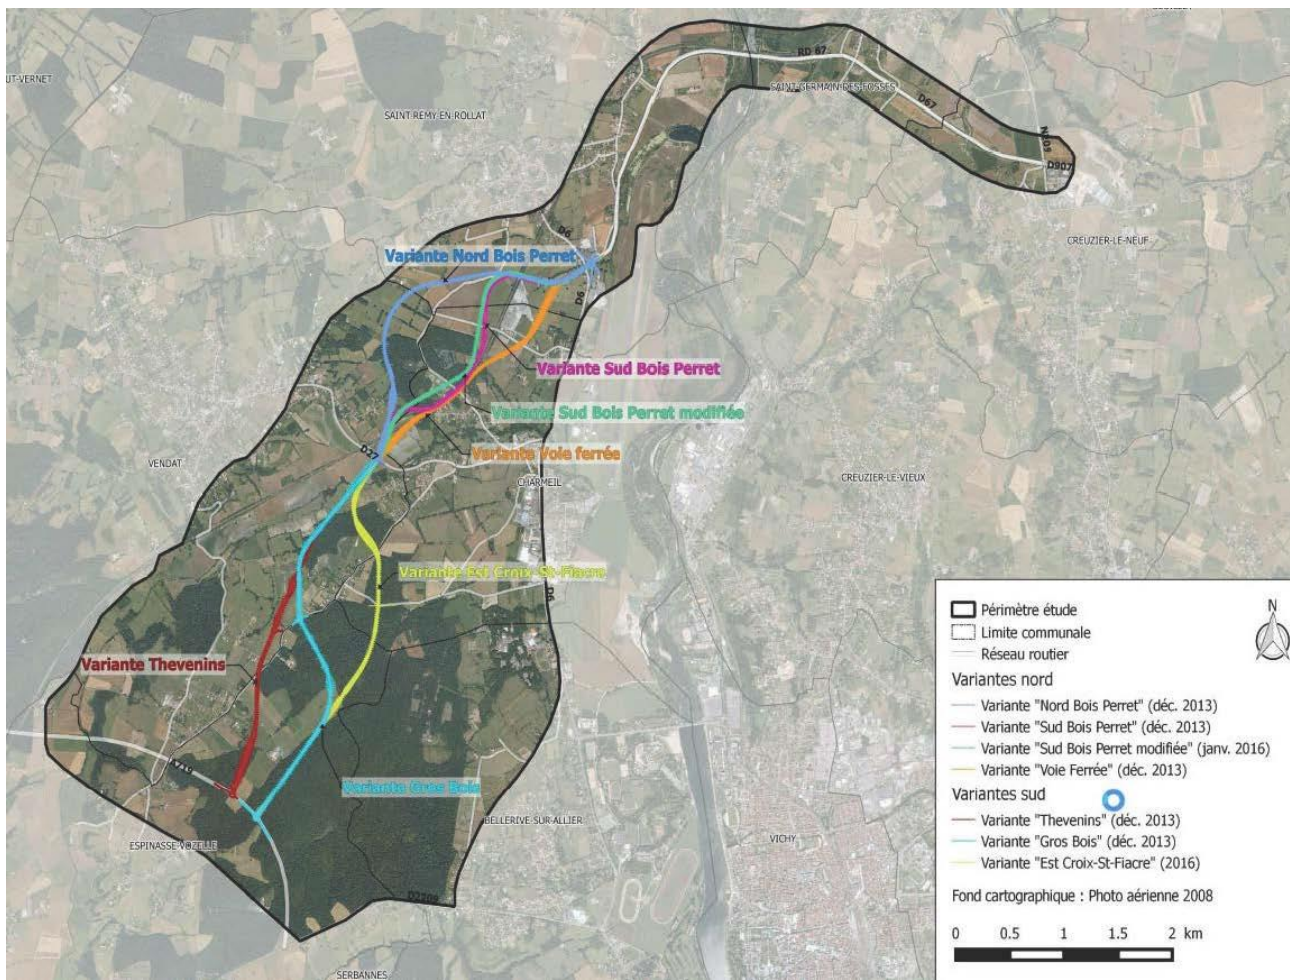 UT-VERNET
SAINT-REMY-EN-ROLLAT
RD 67
SAINT-GERMAIN-DES-FOSSES
D67
N209
D907
CREUZIER-LE-NEUF
D6
Variante Nord Bois Perret
D6
Variante Sud Bois Perret
Variante Sud Bois Perret modifiée
Variante Voie ferrée
D27
VENDAT
CHARMEIL
CREUZIER-LE-VIEUX
Variante Est Croix-St-Fiacre
D6
Variante Thevenins
A719
Variante Gros Bois
BELLERIVE-SUR-ALLIER
VICHY
ESPINASSE-VOZELLE
SERBANNES
N
Périmètre étude
Limite communale
Réseau routier
Variantes nord
Variante "Nord Bois Perret" (déc. 2013)
Variante "Sud Bois Perret" (déc. 2013)
Variante "Sud Bois Perret modifiée" (janv. 2016)
Variante "Voie Ferrée" (déc. 2013)
Variantes sud
Variante "Thevenins" (déc. 2013)
Variante "Gros Bois" (déc. 2013)
Variante "Est Croix-St-Fiacre" (2016)
Fond cartographique : Photo aérienne 2008
0 0.5 1 1.5 2 km